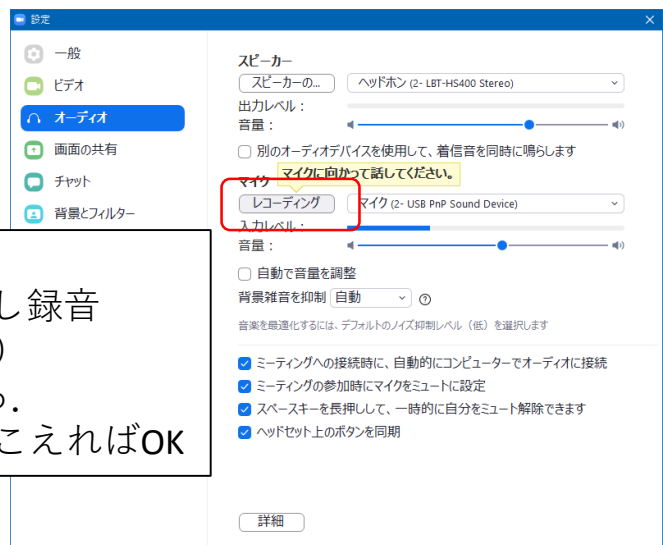 設定
一般
ビデオ
オーディオ
画面の共有
チャット
背景とフィルター
スピーカー
スピーカーの...
ヘッドホン (2- LBT-HS400 Stereo)
出力レベル：
音量：
別のオーディオデバイスを使用して、着信音を同時に鳴らします
マイク
マイクに向かって話してください。
レコーディング
マイク (2- USB PnP Sound Device)
入力レベル：
音量：
自動で音量を調整
背景雑音を抑制 自動
音楽を最適化するには、デフォルトのノイズ抑制レベル（低）を選択します
ミーティングへの接続時に、自動的にコンピューターでオーディオに接続
ミーティングの参加時にマイクをミュートに設定
スペースキーを長押しして、一時的に自分をミュート解除できます
ヘッドセット上のボタンを同期
詳細
し録音
)
.
こえればOK